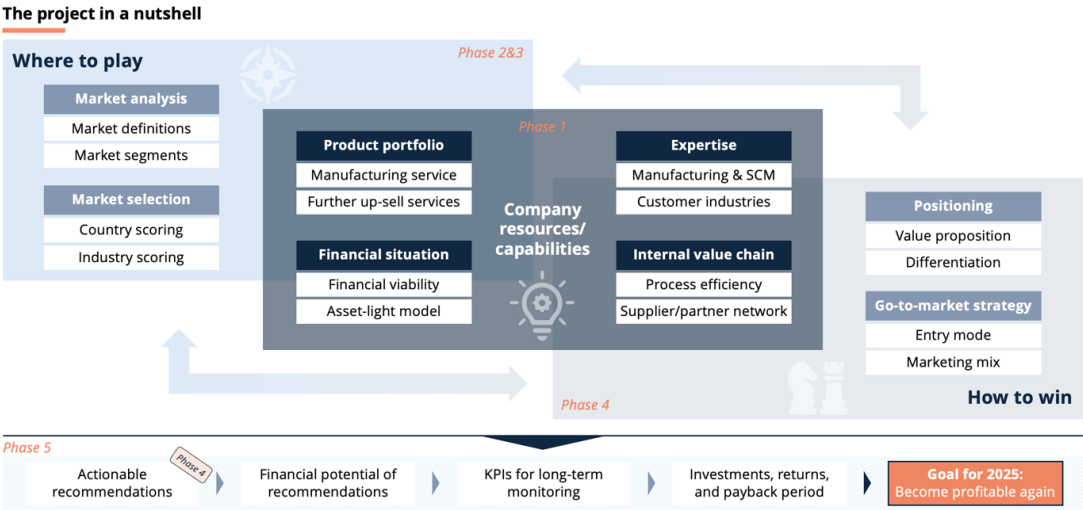 The project in a nutshell
Where to play
Phase 2&3
Market analysis
Market definitions
Market segments
Market selection
Country scoring
Industry scoring
Phase 1
Product portfolio
Manufacturing service
Further up-sell services
Financial situation
Financial viability
Asset-light model
Company
resources/
capabilities
Expertise
Manufacturing & SCM
Customer industries
Internal value chain
Process efficiency
Supplier/partner network
Positioning
Value proposition
Differentiation
Go-to-market strategy
Entry mode
Marketing mix
How to win
Phase 4
Phase 5
Actionable
recommendations
Phase 4
Financial potential of
recommendations
KPIs for long-term
monitoring
Investments, returns,
and payback period
Goal for 2025:
Become profitable again